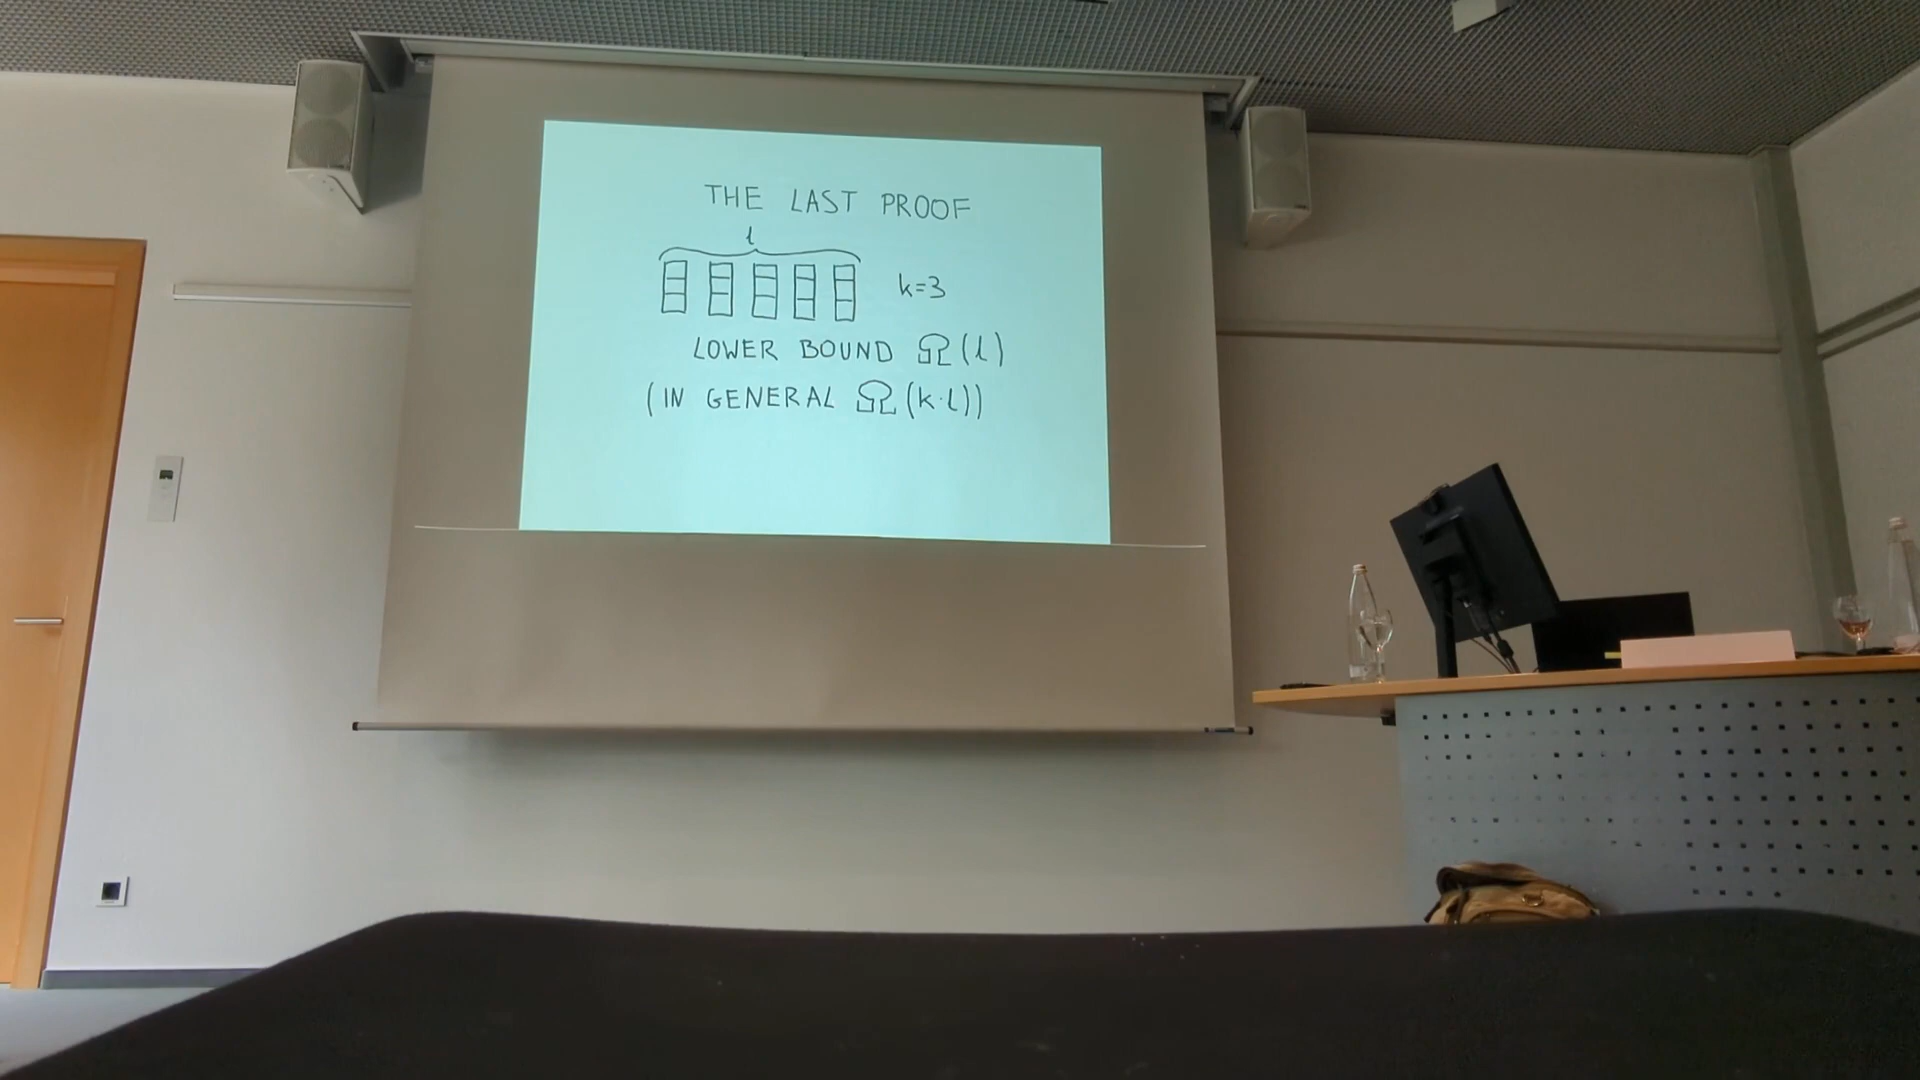 THE LAST PROOF
l
k=3
LOWER BOUND Ω(l)
(IN GENERAL Ω(k·l))